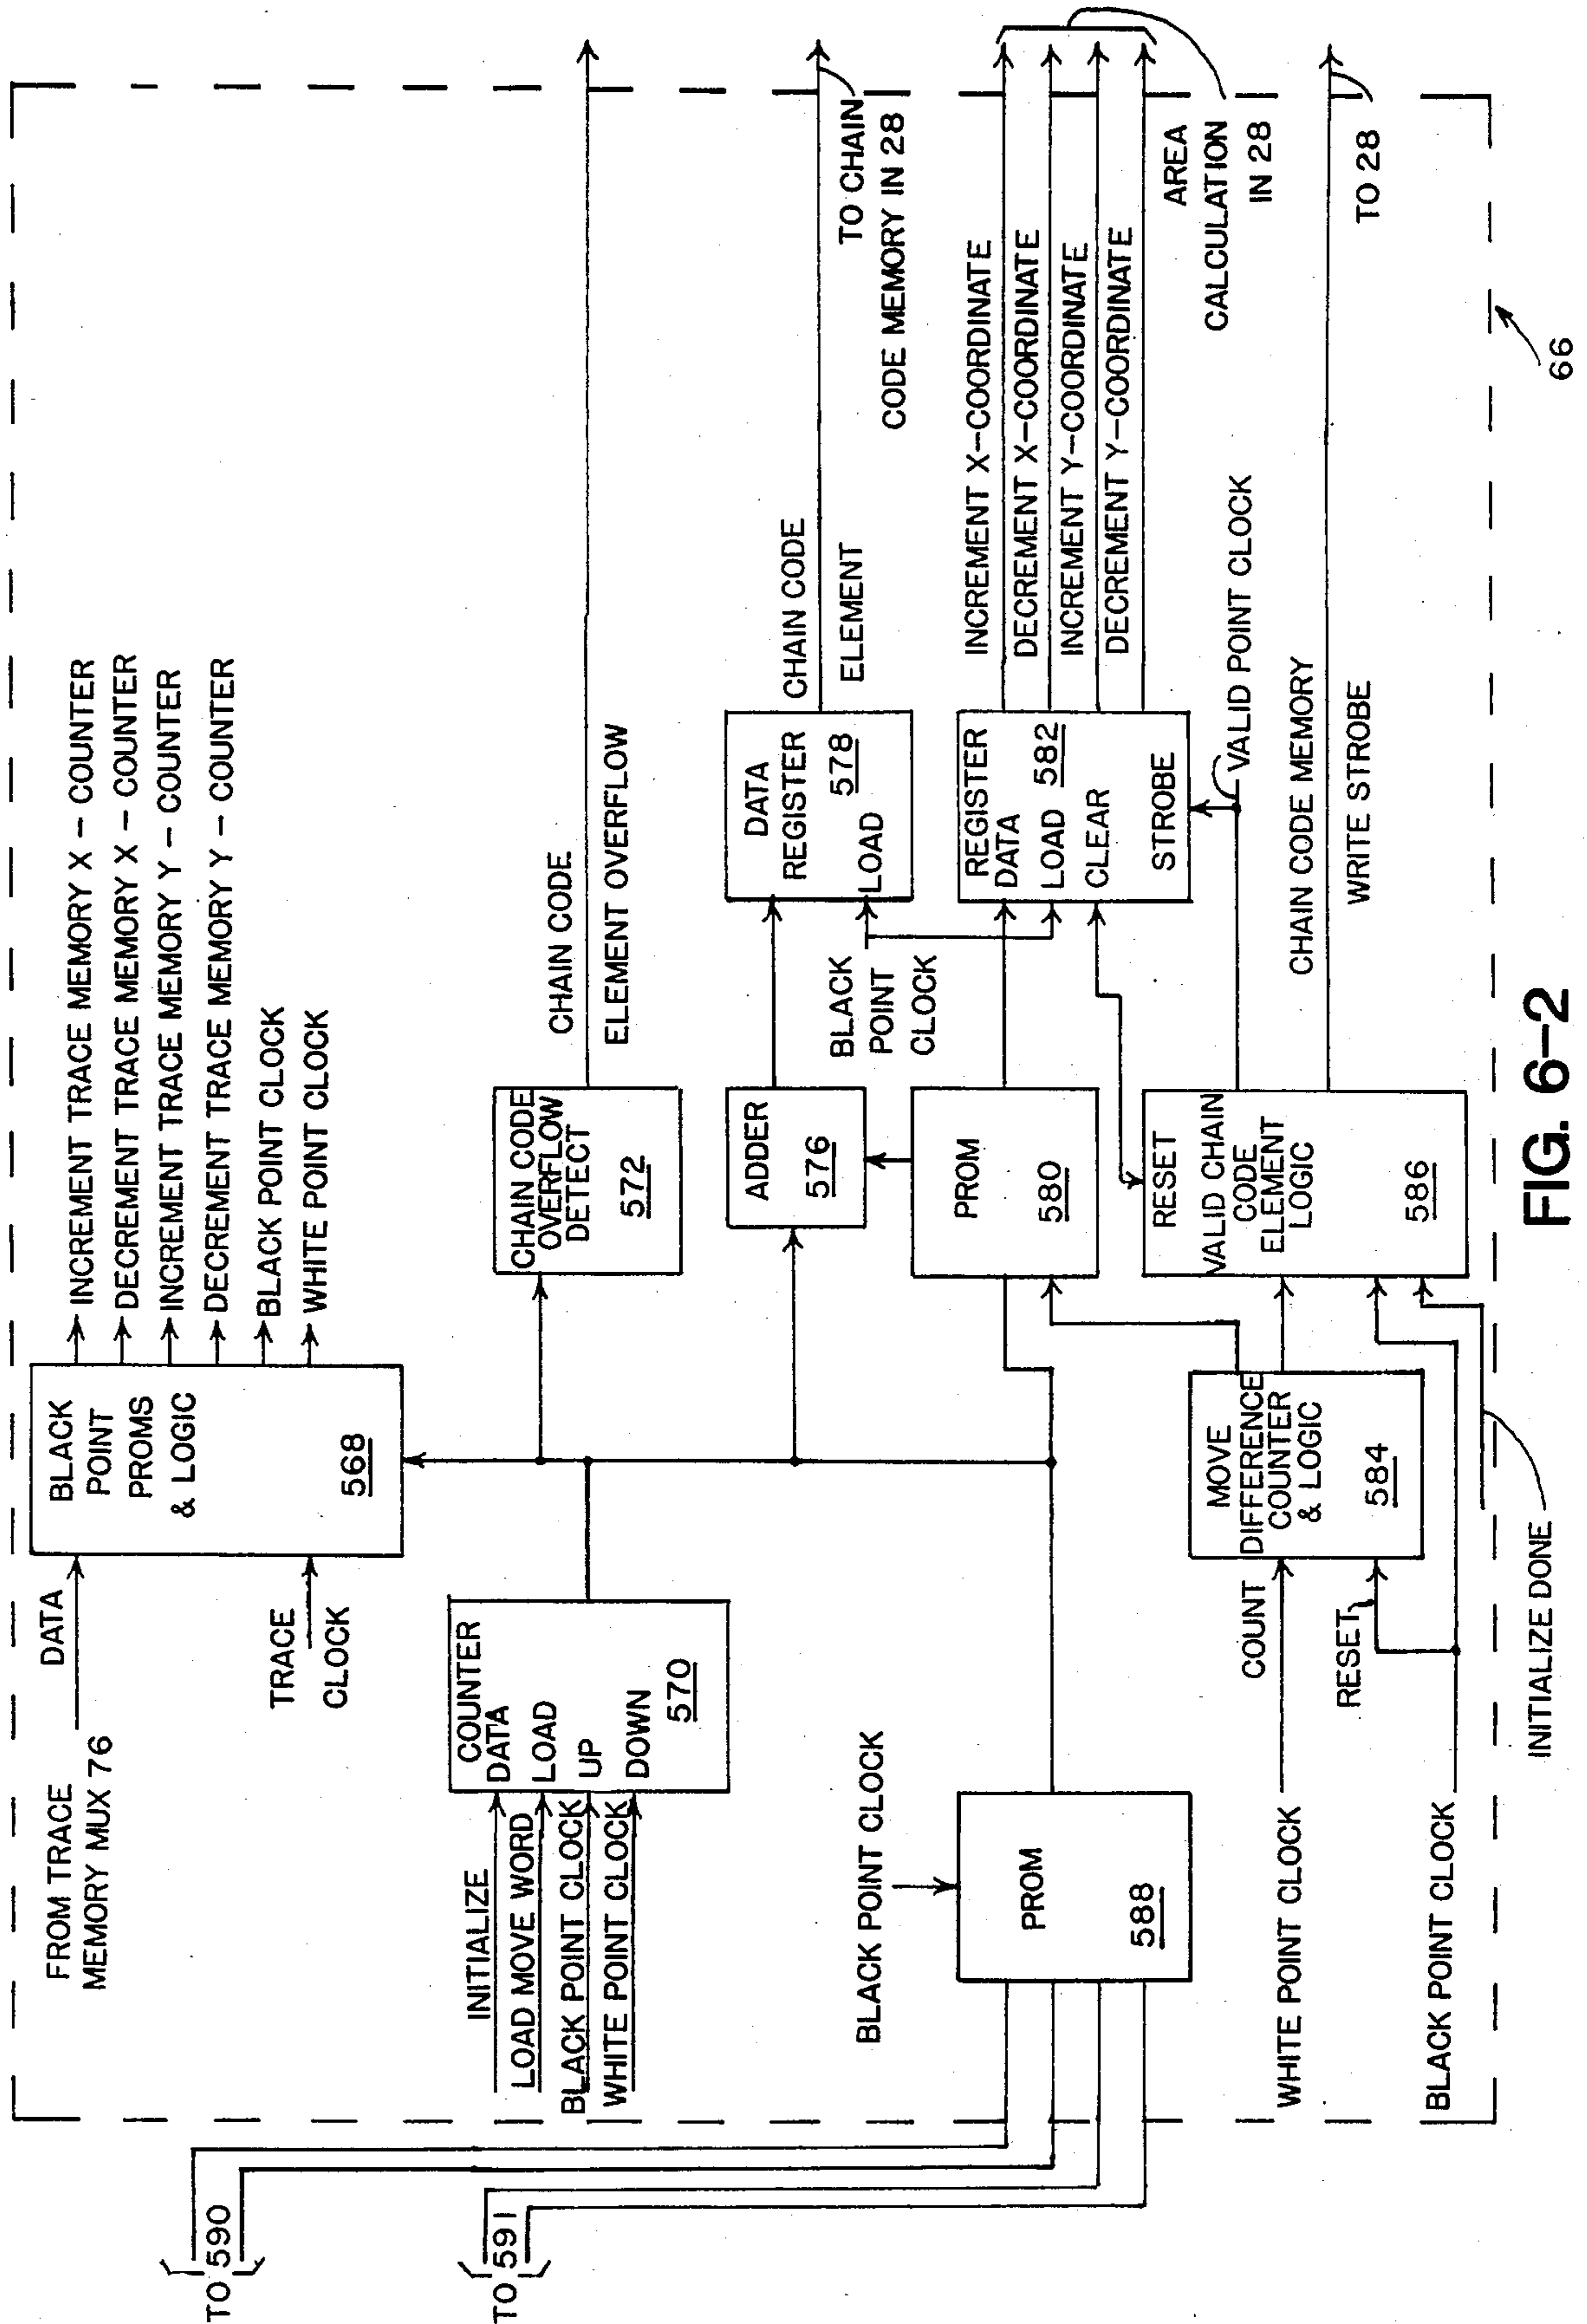 FROM TRACE
MEMORY MUX 76
DATA
TRACE
CLOCK
BLACK
POINT
PROMS
& LOGIC
568
INCREMENT TRACE MEMORY X - COUNTER
DECREMENT TRACE MEMORY X - COUNTER
INCREMENT TRACE MEMORY Y - COUNTER
DECREMENT TRACE MEMORY Y - COUNTER
BLACK POINT CLOCK
WHITE POINT CLOCK
TO 590
TO 591
INITIALIZE
LOAD MOVE WORD
BLACK POINT CLOCK
WHITE POINT CLOCK
COUNTER
DATA
LOAD
UP
DOWN
570
CHAIN CODE
OVERFLOW
DETECT
572
CHAIN CODE
ELEMENT OVERFLOW
ADDER
576
DATA
REGISTER
578
LOAD
CHAIN CODE
ELEMENT
TO CHAIN
CODE MEMORY IN 28
BLACK
POINT
CLOCK
BLACK POINT CLOCK
PROM
588
PROM
580
REGISTER
DATA
LOAD 582
CLEAR
STROBE
INCREMENT X-COORDINATE
DECREMENT X-COORDINATE
INCREMENT Y-COORDINATE
DECREMENT Y-COORDINATE
AREA
CALCULATION
IN 28
VALID POINT CLOCK
WHITE POINT CLOCK
COUNT
RESET
BLACK POINT CLOCK
MOVE
DIFFERENCE
COUNTER
& LOGIC
584
RESET
VALID CHAIN
CODE
ELEMENT
LOGIC
586
CHAIN CODE MEMORY
WRITE STROBE
TO 28
INITIALIZE DONE
66
FIG. 6-2